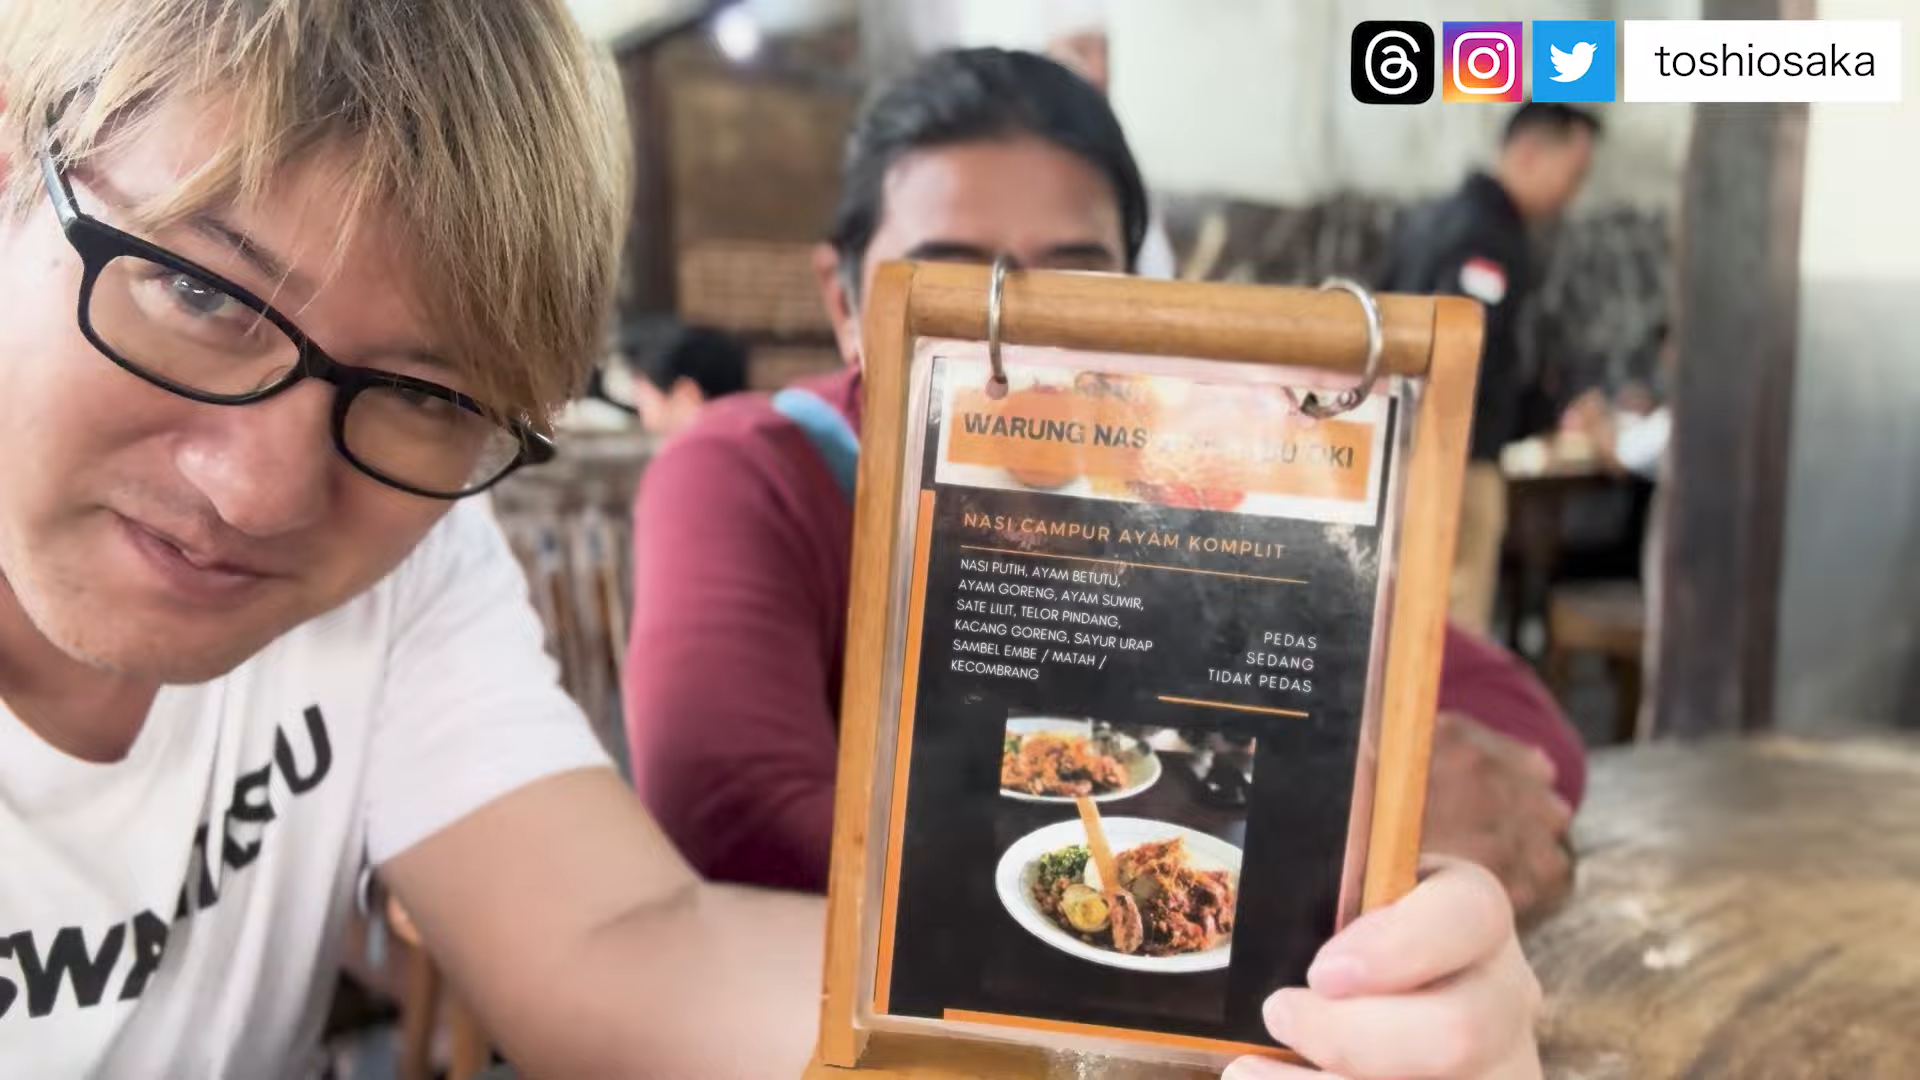 toshiosaka
WARUNG NAS OKI
NASI CAMPUR AYAM KOMPLIT
NASI PUTIH, AYAM BETUTU,
AYAM GORENG, AYAM SUWIR,
SATE LILIT, TELOR PINDANG,
KACANG GORENG, SAYUR URAP
SAMBEL EMBE / MATAH /
KECOMBRANG
PEDAS
SEDANG
TIDAK PEDAS